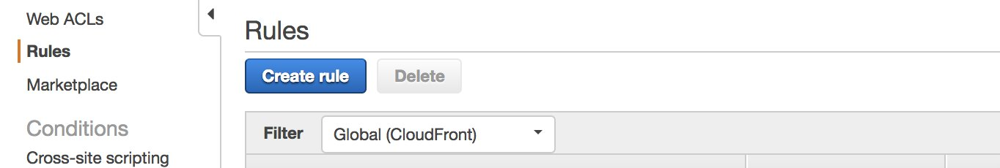 Web ACLs
Rules
Marketplace
Conditions
Cross-site scripting
Rules
Create rule Delete
Filter Global (CloudFront)